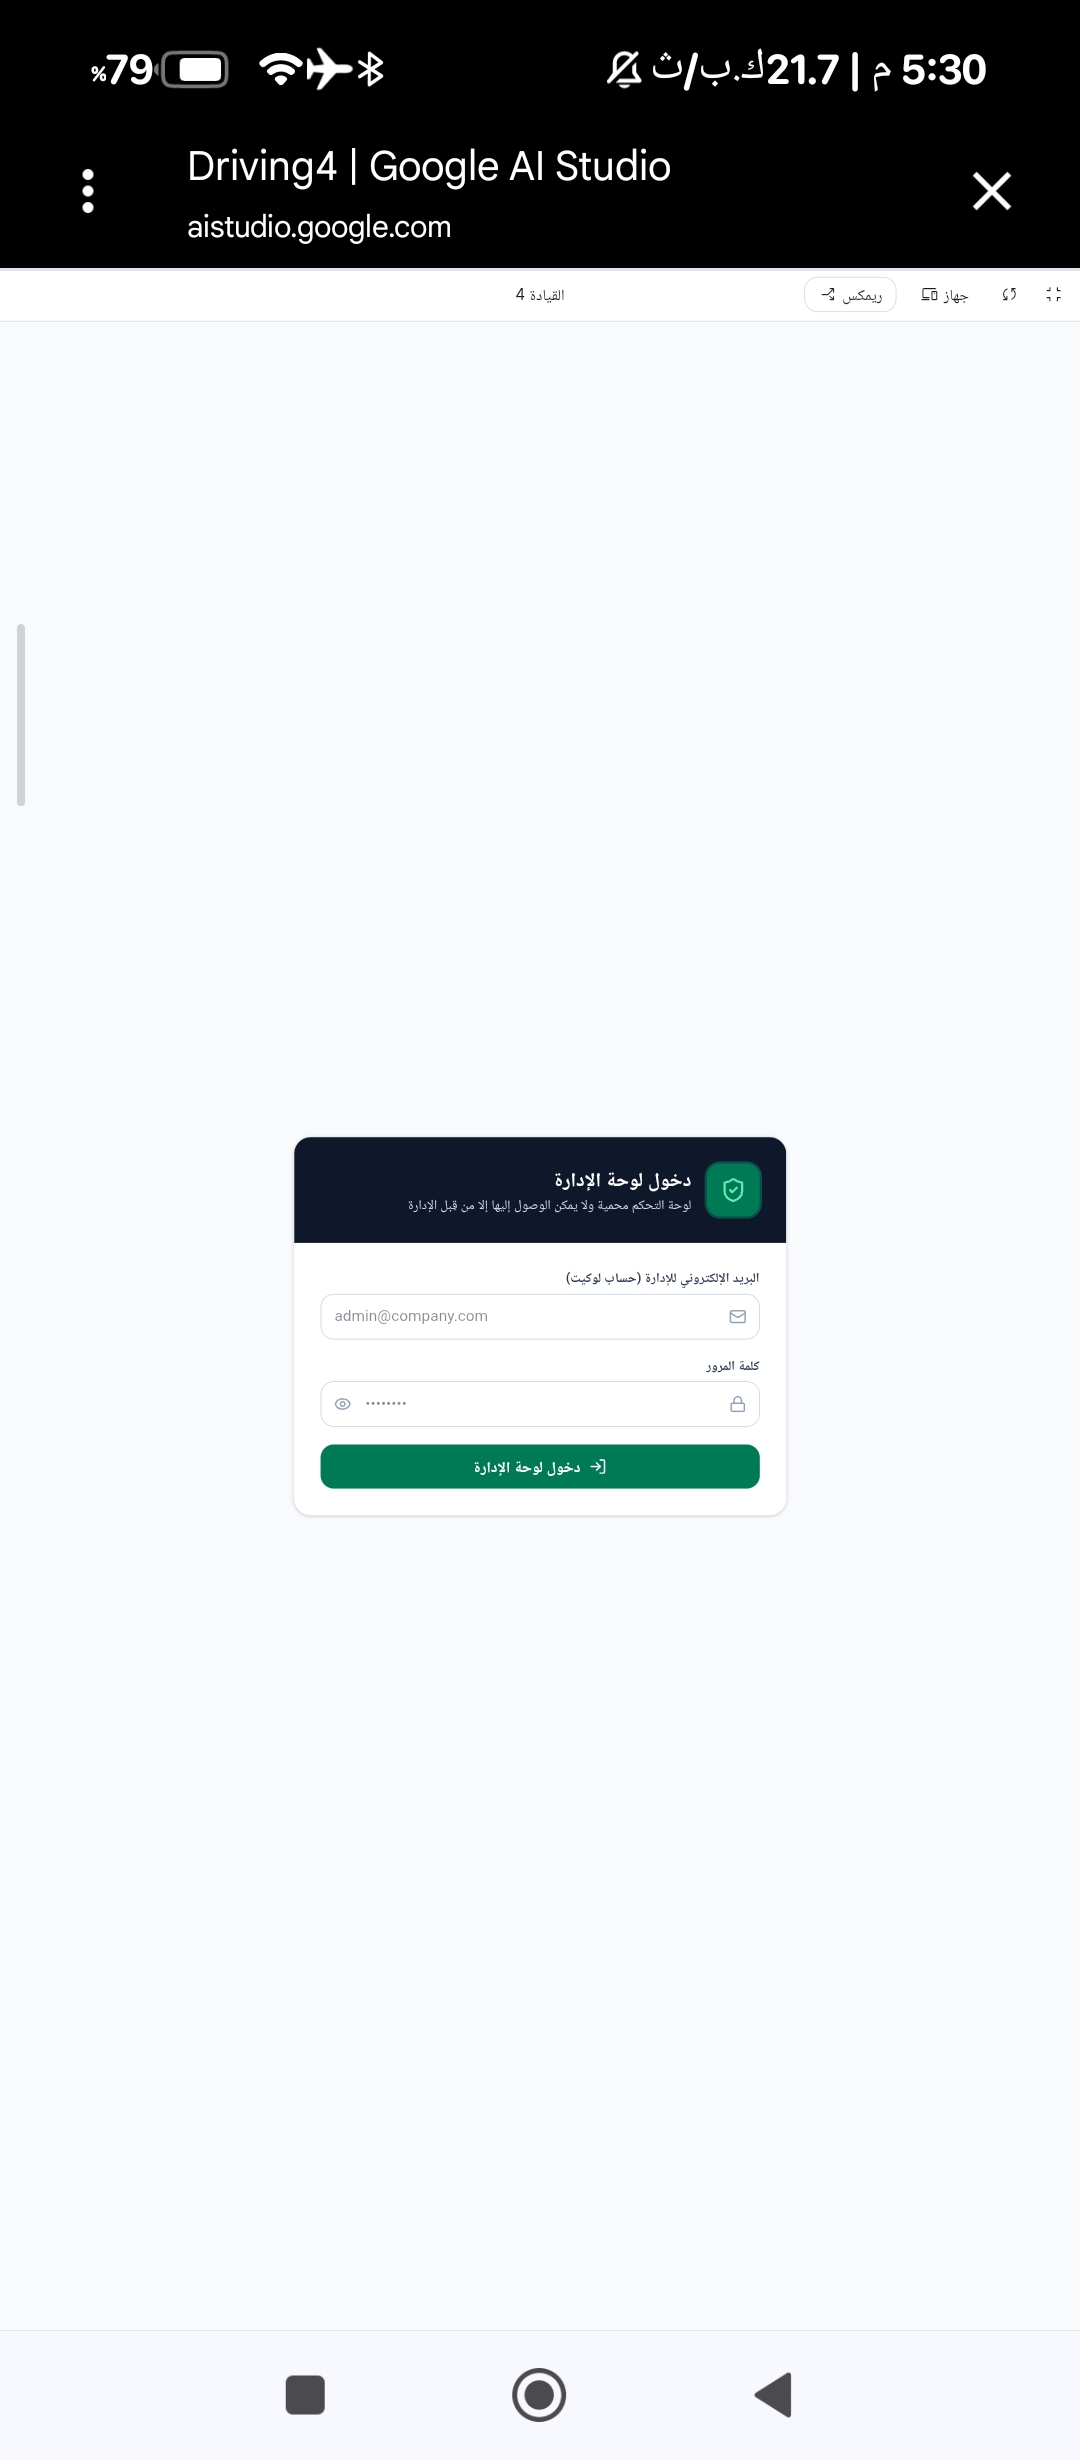 5:30 م | 21.7ك.ب/ث
79%
Driving4 | Google AI Studio
aistudio.google.com
جهاز
ريمكس
القيادة 4
دخول لوحة الإدارة
لوحة التحكم محمية ولا يمكن الوصول إليها إلا من قبل الإدارة
البريد الإلكتروني للإدارة (حساب لوكيت)
admin@company.com
كلمة المرور
••••••••
دخول لوحة الإدارة